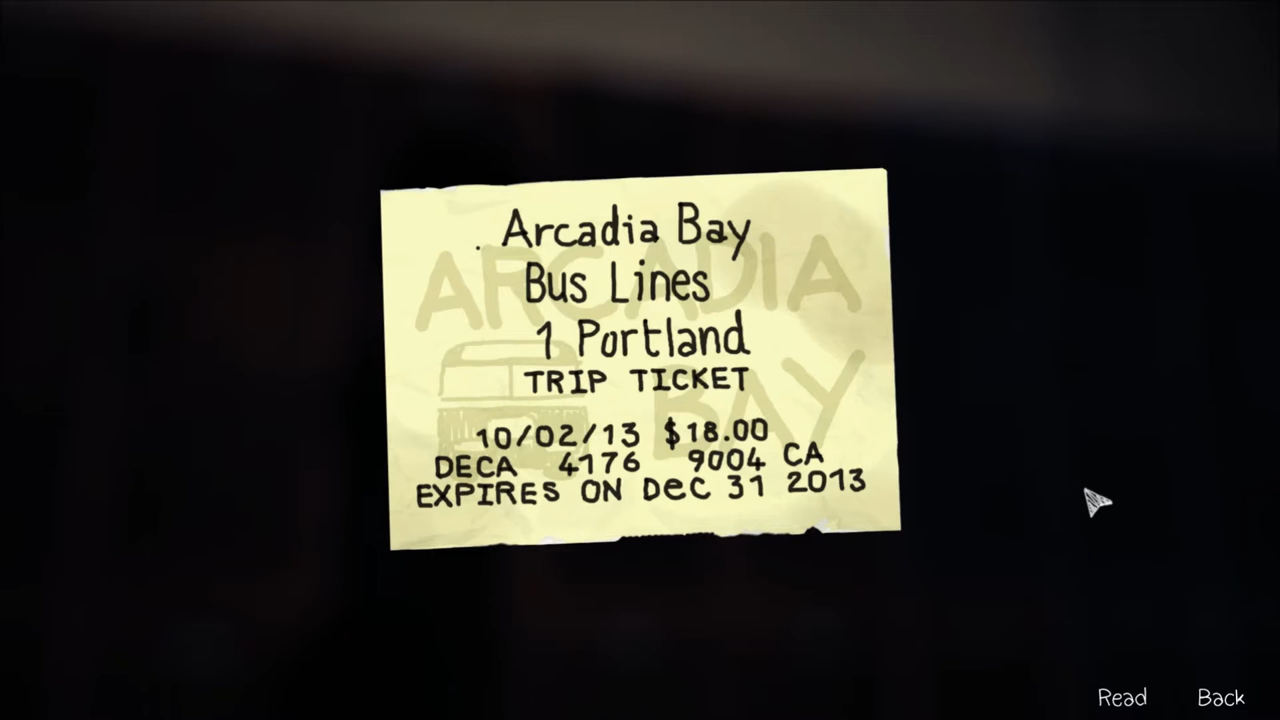 Arcadia Bay
Bus Lines
1 Portland
TRIP TICKET
10/02/13 $18.00
DECA 4176 9004 CA
EXPIRES ON DeC 31 2013
ARCADIA
BAY
Read Back